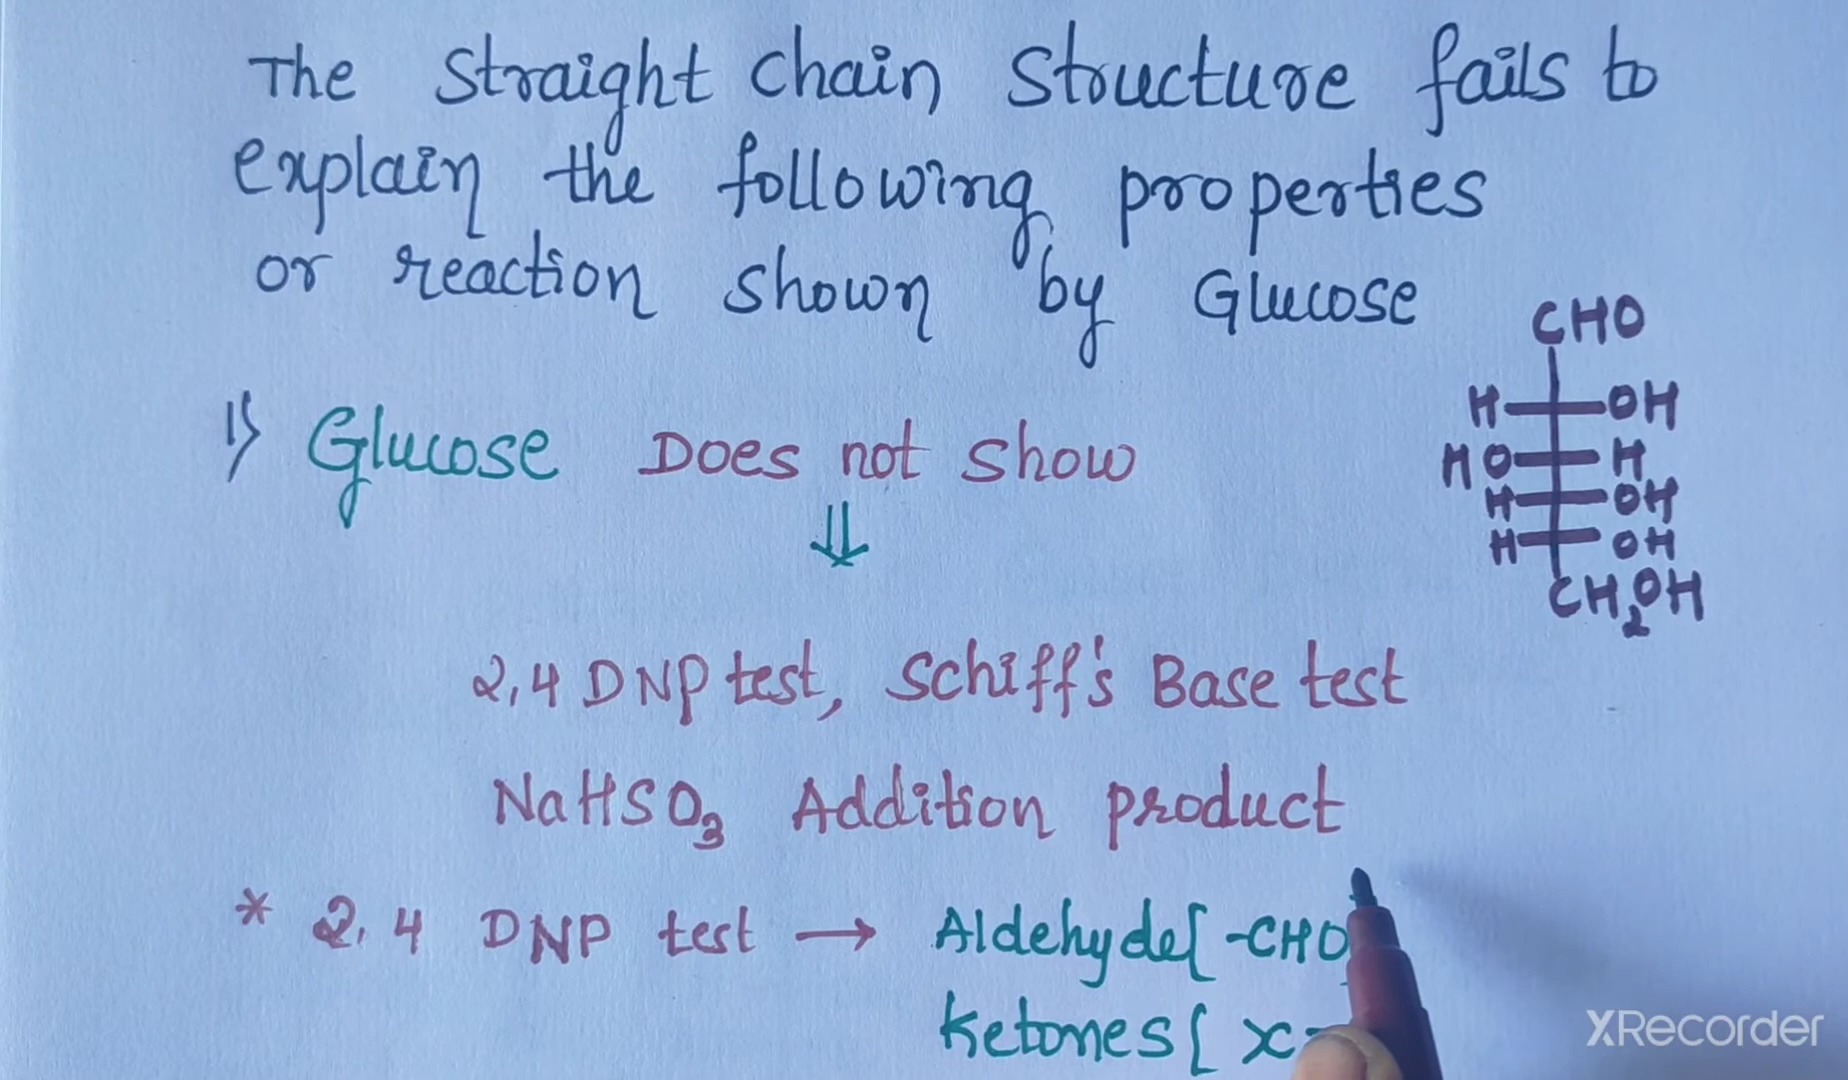 The Straight chain structure fails to
explain the following properties
or reaction shown by Glucose
CHO
H OH
HO H
H OH
H OH
CH2OH
1) Glucose Does not show
⇓
2,4 DNP test, Schiff's Base test
NaHSO3 Addition product
* 2,4 DNP test → Aldehyde[-CHO
Ketones[
XRecorder